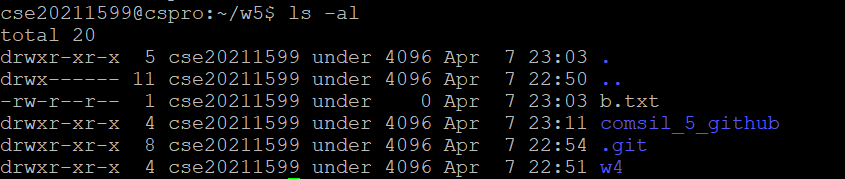 cse20211599@cspro:~/w5$ ls -al
total 20
drwxr-xr-x  5 cse20211599 under 4096 Apr  7 23:03 .
drwx------ 11 cse20211599 under 4096 Apr  7 22:50 ..
-rw-r--r--  1 cse20211599 under    0 Apr  7 23:03 b.txt
drwxr-xr-x  4 cse20211599 under 4096 Apr  7 23:11 comsil_5_github
drwxr-xr-x  8 cse20211599 under 4096 Apr  7 22:54 .git
drwxr-xr-x  4 cse20211599 under 4096 Apr  7 22:51 w4